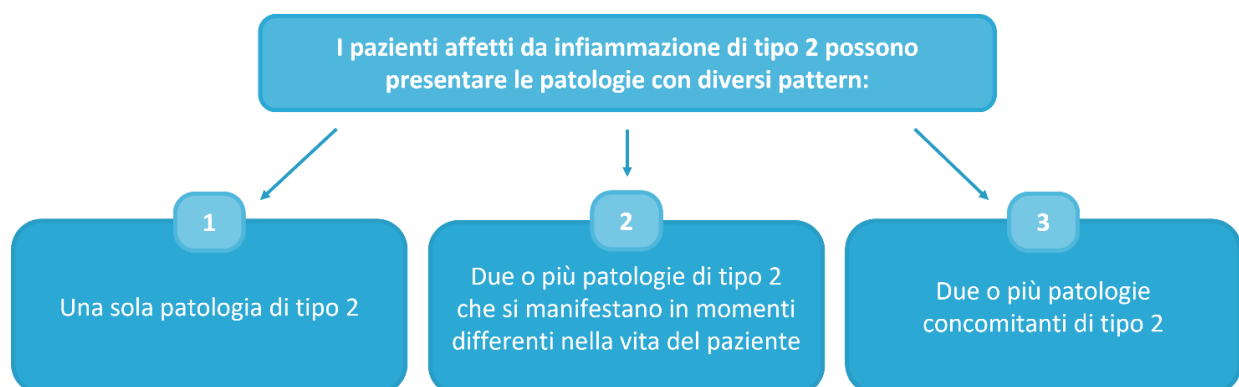 I pazienti affetti da infiammazione di tipo 2 possono
presentare le patologie con diversi pattern:
1
Una sola patologia di tipo 2
2
Due o più patologie di tipo 2
che si manifestano in momenti
differenti nella vita del paziente
3
Due o più patologie
concomitanti di tipo 2